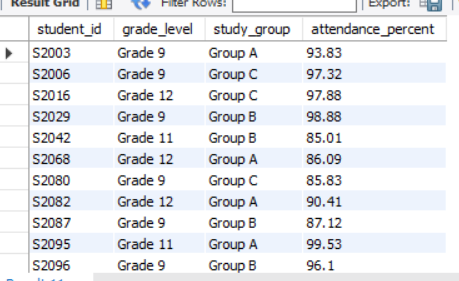 Result Grid Filter Rows: Export:
student_id grade_level study_group attendance_percent
S2003 Grade 9 Group A 93.83
S2006 Grade 9 Group C 97.32
S2016 Grade 12 Group C 97.88
S2029 Grade 9 Group B 98.88
S2042 Grade 11 Group B 85.01
S2068 Grade 12 Group A 86.09
S2080 Grade 9 Group C 85.83
S2082 Grade 12 Group A 90.41
S2087 Grade 9 Group B 87.12
S2095 Grade 11 Group A 99.53
S2096 Grade 9 Group B 96.1